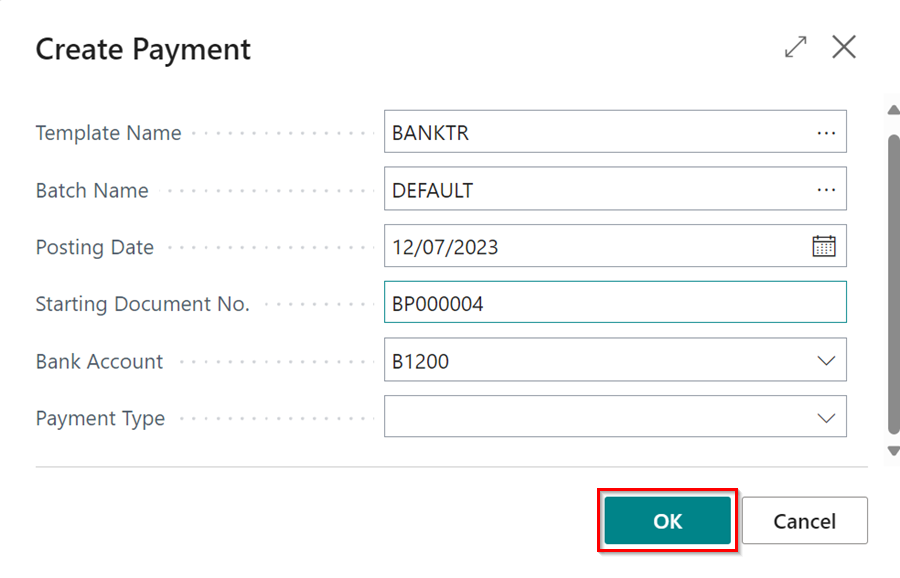 Create Payment
Template Name BANKTR
Batch Name DEFAULT
Posting Date 12/07/2023
Starting Document No. BP000004
Bank Account B1200
Payment Type
OK Cancel